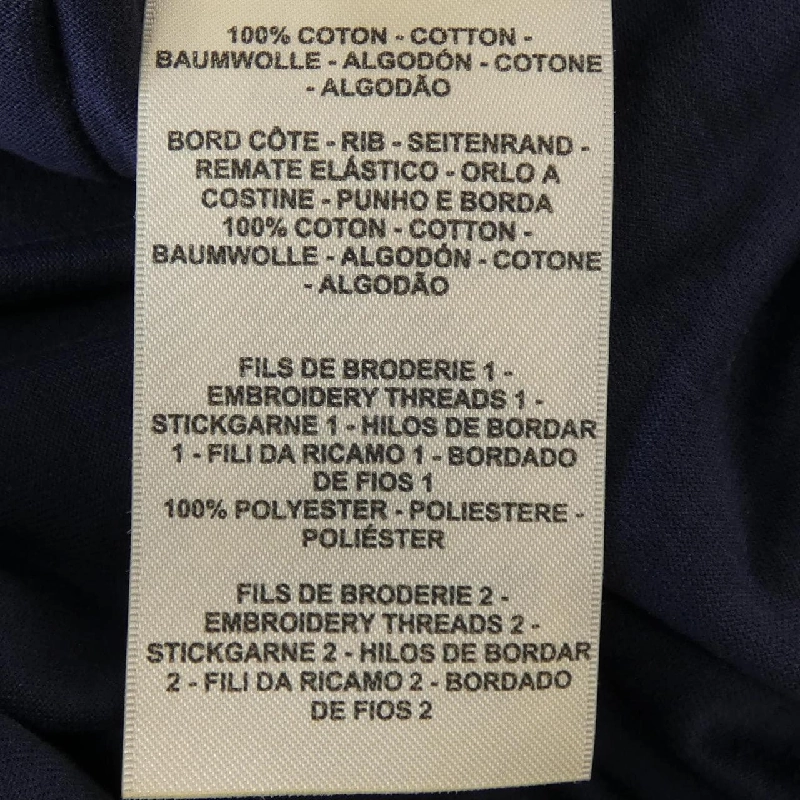 100% COTON - COTTON -
BAUMWOLLE - ALGODÓN - COTONE
- ALGODÃO
BORD CÔTE - RIB - SEITENRAND -
REMATE ELÁSTICO - ORLO A
COSTINE - PUNHO E BORDA
100% COTON - COTTON -
BAUMWOLLE - ALGODÓN - COTONE
- ALGODÃO
FILS DE BRODERIE 1 -
EMBROIDERY THREADS 1 -
STICKGARNE 1 - HILOS DE BORDAR
1 - FILI DA RICAMO 1 - BORDADO
DE FIOS 1
100% POLYESTER - POLIESTERE -
POLIÉSTER
FILS DE BRODERIE 2 -
EMBROIDERY THREADS 2 -
STICKGARNE 2 - HILOS DE BORDAR
2 - FILI DA RICAMO 2 - BORDADO
DE FIOS 2